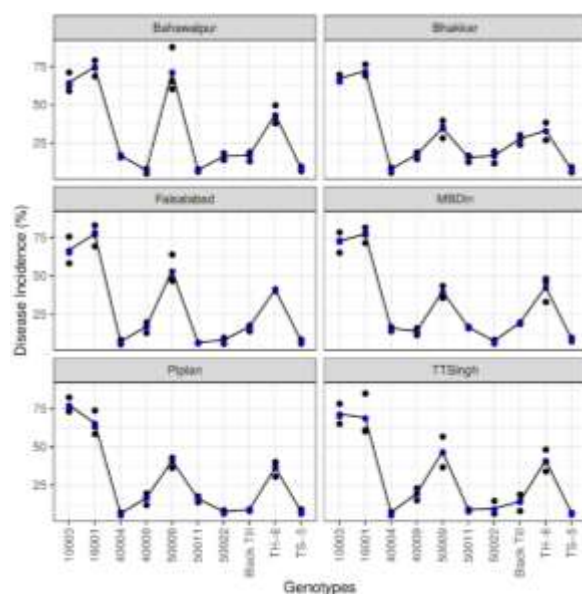 Bahawalpur
Bhakkar
75
50
25
Faisalabad
MBDin
75
50
25
Piplan
TTSingh
75
50
25
Disease Incidence (%)
10003 16001 40004 40009 50009 50011 50022 Black Till TH-6 TS-5
10003 16001 40004 40009 50009 50011 50022 Black Till TH-6 TS-5
Genotypes